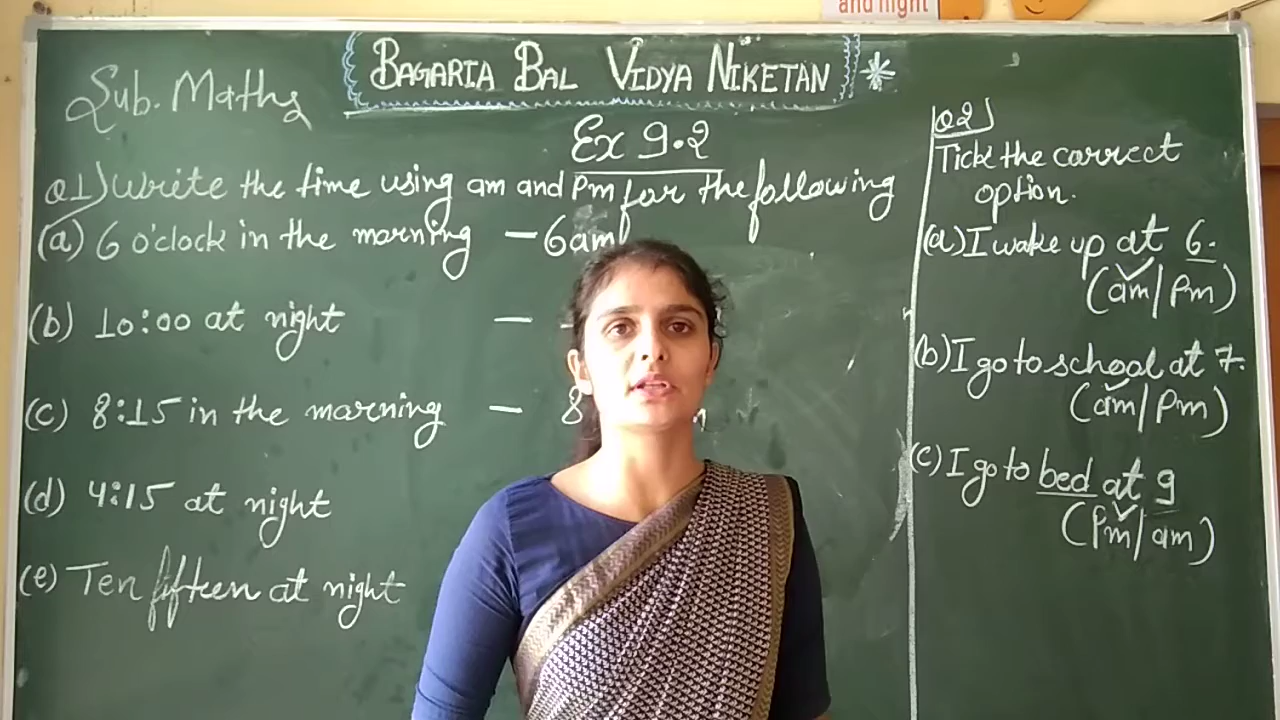 and night
BAGARIA BAL VIDYA NIKETAN
Sub. Maths
Ex 9.2
Q1) Write the time using am and Pm for the following
(a) 6 o'clock in the morning - 6am
(b) 10:00 at night -
(c) 8:15 in the morning - 8
(d) 4:15 at night
(e) Ten fifteen at night
Q2)
Tick the correct
option.
(a) I wake up at 6.
(am/Pm)
(b) I go to school at 7.
(am/Pm)
(c) I go to bed at 9
(Pm/am)